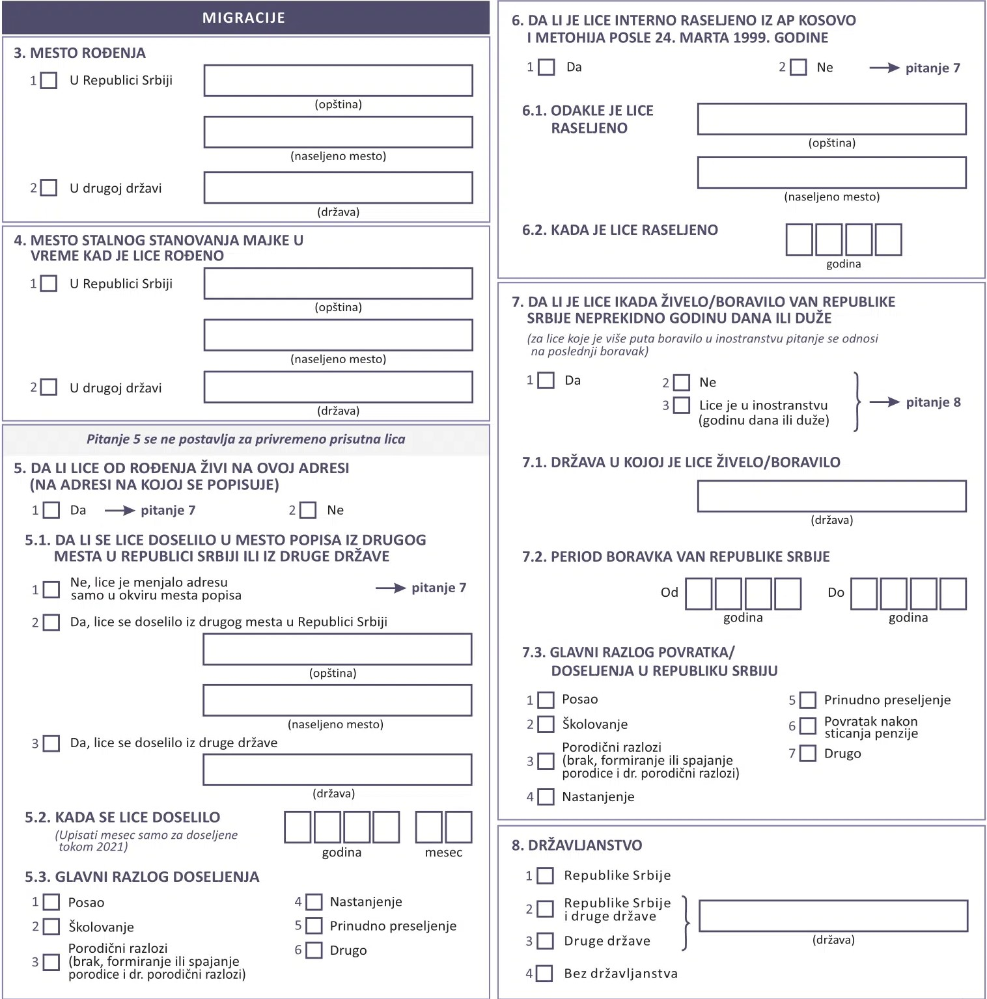 MIGRACIJE
3. MESTO ROĐENJA
1 U Republici Srbiji
(opština)
(naseljeno mesto)
2 U drugoj državi
(država)
4. MESTO STALNOG STANOVANJA MAJKE U
VREME KAD JE LICE ROĐENO
1 U Republici Srbiji
(opština)
(naseljeno mesto)
2 U drugoj državi
(država)
Pitanje 5 se ne postavlja za privremeno prisutna lica
5. DA LI LICE OD ROĐENJA ŽIVI NA OVOJ ADRESI
(NA ADRESI NA KOJOJ SE POPISUJE)
1 Da → pitanje 7 2 Ne
5.1. DA LI SE LICE DOSELILO U MESTO POPISA IZ DRUGOG
MESTA U REPUBLICI SRBIJI ILI IZ DRUGE DRŽAVE
1 Ne, lice je menjalo adresu
samo u okviru mesta popisa → pitanje 7
2 Da, lice se doselilo iz drugog mesta u Republici Srbiji
(opština)
(naseljeno mesto)
3 Da, lice se doselilo iz druge države
(država)
5.2. KADA SE LICE DOSELILO
(Upisati mesec samo za doseljene
tokom 2021)
godina mesec
5.3. GLAVNI RAZLOG DOSELJENJA
1 Posao
2 Školovanje
3 Porodični razlozi
(brak, formiranje ili spajanje
porodice i dr. porodični razlozi)
4 Nastanjenje
5 Prinudno preseljenje
6 Drugo
6. DA LI JE LICE INTERNO RASELJENO IZ AP KOSOVO
I METOHIJA POSLE 24. MARTA 1999. GODINE
1 Da 2 Ne → pitanje 7
6.1. ODAKLE JE LICE
RASELJENO
(opština)
(naseljeno mesto)
6.2. KADA JE LICE RASELJENO
godina
7. DA LI JE LICE IKADA ŽIVELO/BORAVILO VAN REPUBLIKE
SRBIJE NEPREKIDNO GODINU DANA ILI DUŽE
(za lice koje je više puta boravilo u inostranstvu pitanje se odnosi
na poslednji boravak)
1 Da 2 Ne
3 Lice je u inostranstvu
(godinu dana ili duže)
→ pitanje 8
7.1. DRŽAVA U KOJOJ JE LICE ŽIVELO/BORAVILO
(država)
7.2. PERIOD BORAVKA VAN REPUBLIKE SRBIJE
Od Do
godina godina
7.3. GLAVNI RAZLOG POVRATKA/
DOSELJENJA U REPUBLIKU SRBIJU
1 Posao
2 Školovanje
3 Porodični razlozi
(brak, formiranje ili spajanje
porodice i dr. porodični razlozi)
4 Nastanjenje
5 Prinudno preseljenje
6 Povratak nakon
sticanja penzije
7 Drugo
8. DRŽAVLJANSTVO
1 Republike Srbije
2 Republike Srbije
i druge države
3 Druge države
(država)
4 Bez državljanstva